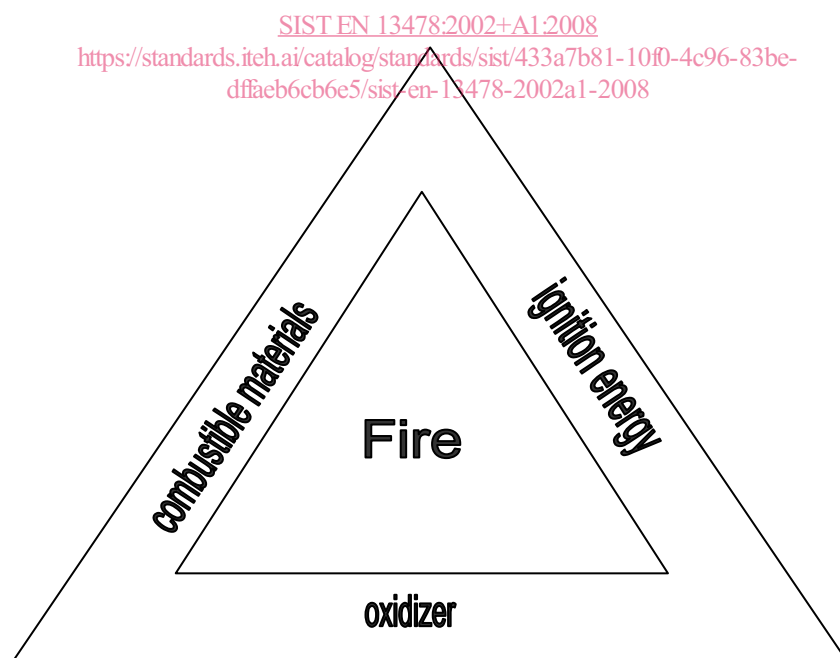 SIST EN 13478:2002+A1:2008
https://standards.iteh.ai/catalog/standards/sist/433a7b81-10f0-4c96-83be-
dffaeb6cb6e5/sist-en-13478-2002a1-2008
combustible materials
ignition energy
Fire
oxidizer